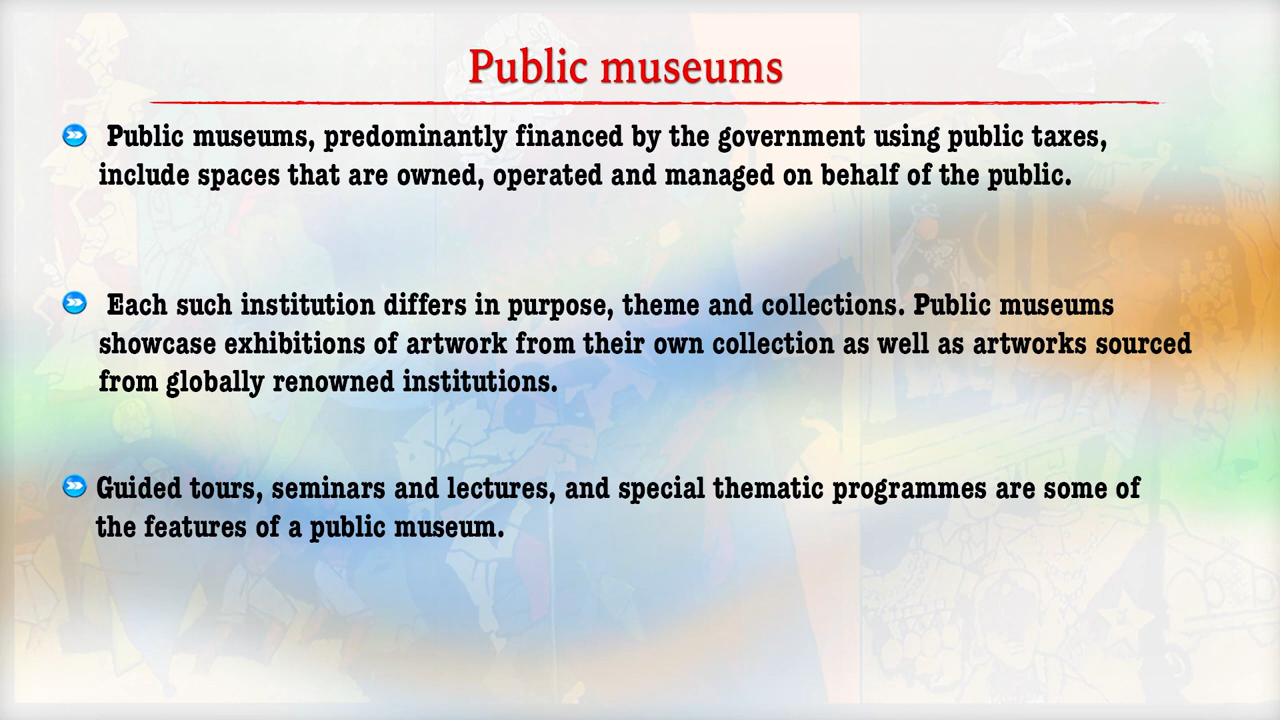 Public museums
Public museums, predominantly financed by the government using public taxes,
include spaces that are owned, operated and managed on behalf of the public.
Each such institution differs in purpose, theme and collections. Public museums
showcase exhibitions of artwork from their own collection as well as artworks sourced
from globally renowned institutions.
Guided tours, seminars and lectures, and special thematic programmes are some of
the features of a public museum.